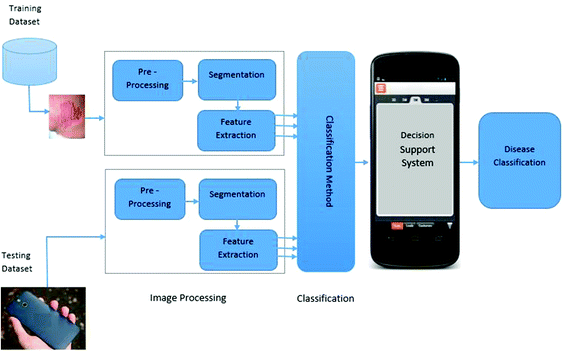 Training
Dataset
Pre -
Processing
Segmentation
Feature
Extraction
Pre -
Processing
Segmentation
Feature
Extraction
Testing
Dataset
Image Processing
Classification Method
Classification
Decision
Support
System
Disease
Classification